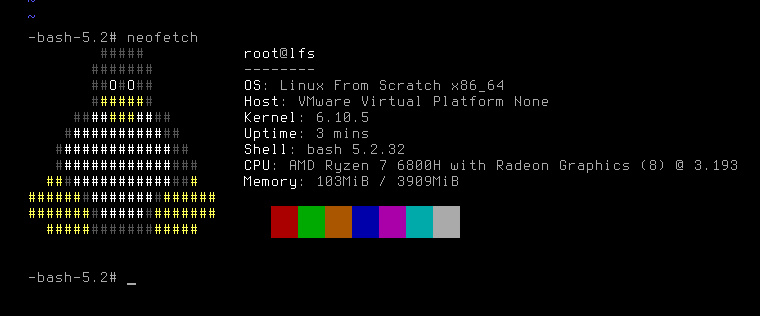 ~
~
-bash-5.2# neofetch
#####
#######
##O#O##
#######
###########
#############
###############
################
#################
#####################
#####################
#################
root@lfs
--------
OS: Linux From Scratch x86_64
Host: VMware Virtual Platform None
Kernel: 6.10.5
Uptime: 3 mins
Shell: bash 5.2.32
CPU: AMD Ryzen 7 6800H with Radeon Graphics (8) @ 3.193
Memory: 103MiB / 3909MiB
-bash-5.2# _